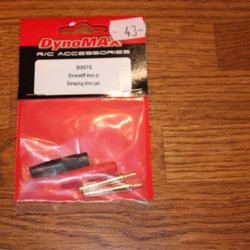 - 43-
DynoMAX
R/C ACCESSORIES
B9575
Bananstift 4mm pr
Banaplug 4mm pair